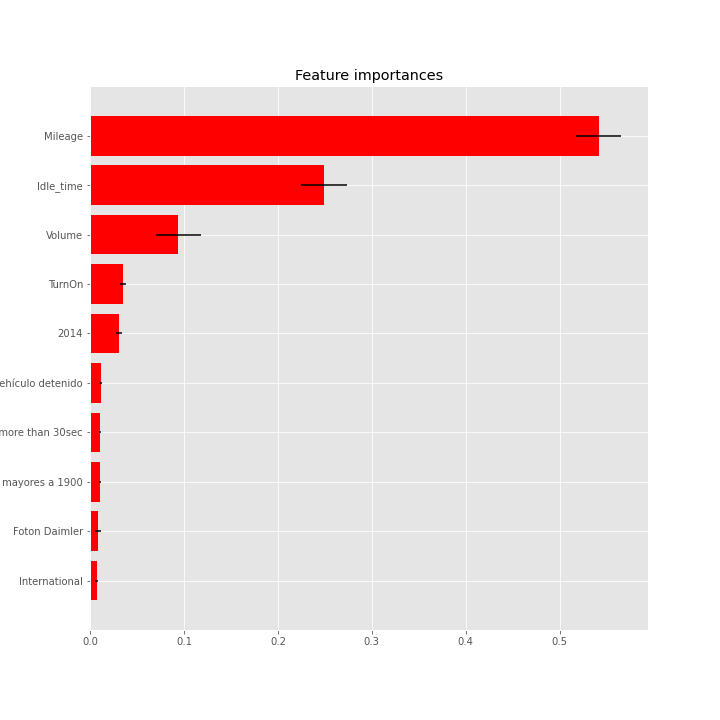 Feature importances
Mileage
Idle_time
Volume
TurnOn
2014
detenido
more than 30sec
mayores a 1900
Foton Daimler
International
0.0 0.1 0.2 0.3 0.4 0.5